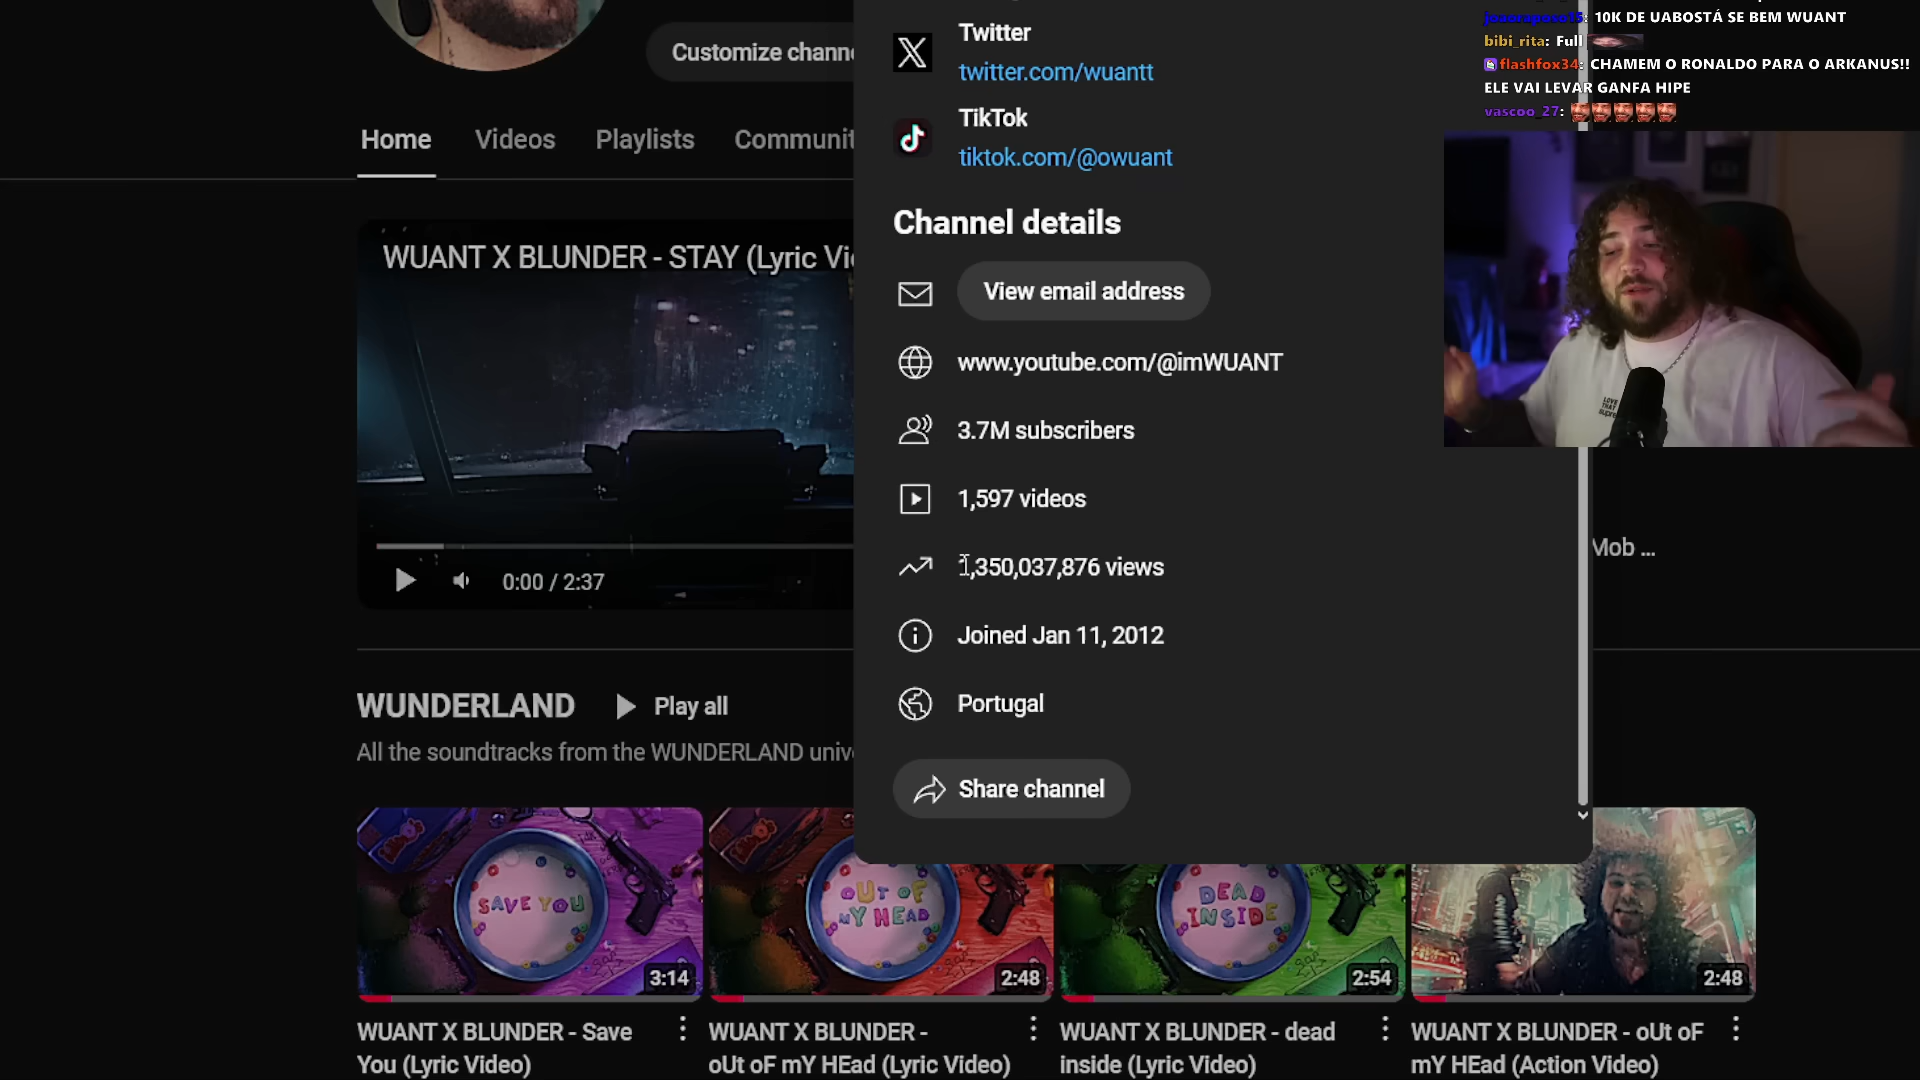 joaoruposo15: 10K DE UABOSTÁ SE BEM WUANT
bibi_rita: Full
flashfox34: CHAMEM O RONALDO PARA O ARKANUS!!
ELE VAI LEVAR GANFA HIPE
vascoo_27:
Customize chann
Home Videos Playlists Communit
Twitter
twitter.com/wuantt
TikTok
tiktok.com/@owuant
Channel details
View email address
www.youtube.com/@imWUANT
3.7M subscribers
1,597 videos
1,350,037,876 views
Joined Jan 11, 2012
Portugal
Share channel
WUANT X BLUNDER - STAY (Lyric Vi
0:00 / 2:37
Mob ...
WUNDERLAND Play all
All the soundtracks from the WUNDERLAND univ
SAVE YOU
3:14
OUT OF
MY HEAD
2:48
DEAD
INSIDE
2:54
2:48
WUANT X BLUNDER - Save
You (Lyric Video)
WUANT X BLUNDER -
oUt oF mY HEad (Lyric Video)
WUANT X BLUNDER - dead
inside (Lyric Video)
WUANT X BLUNDER - oUt oF
mY HEad (Action Video)
LOVE
THAT